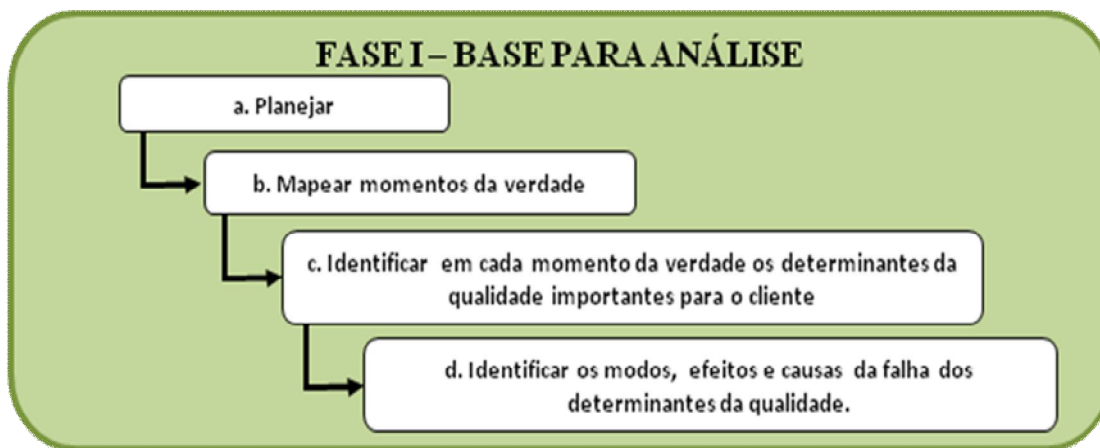 FASE I – BASE PARA ANÁLISE
a. Planejar
b. Mapear momentos da verdade
c. Identificar em cada momento da verdade os determinantes da
qualidade importantes para o cliente
d. Identificar os modos, efeitos e causas da falha dos
determinantes da qualidade.